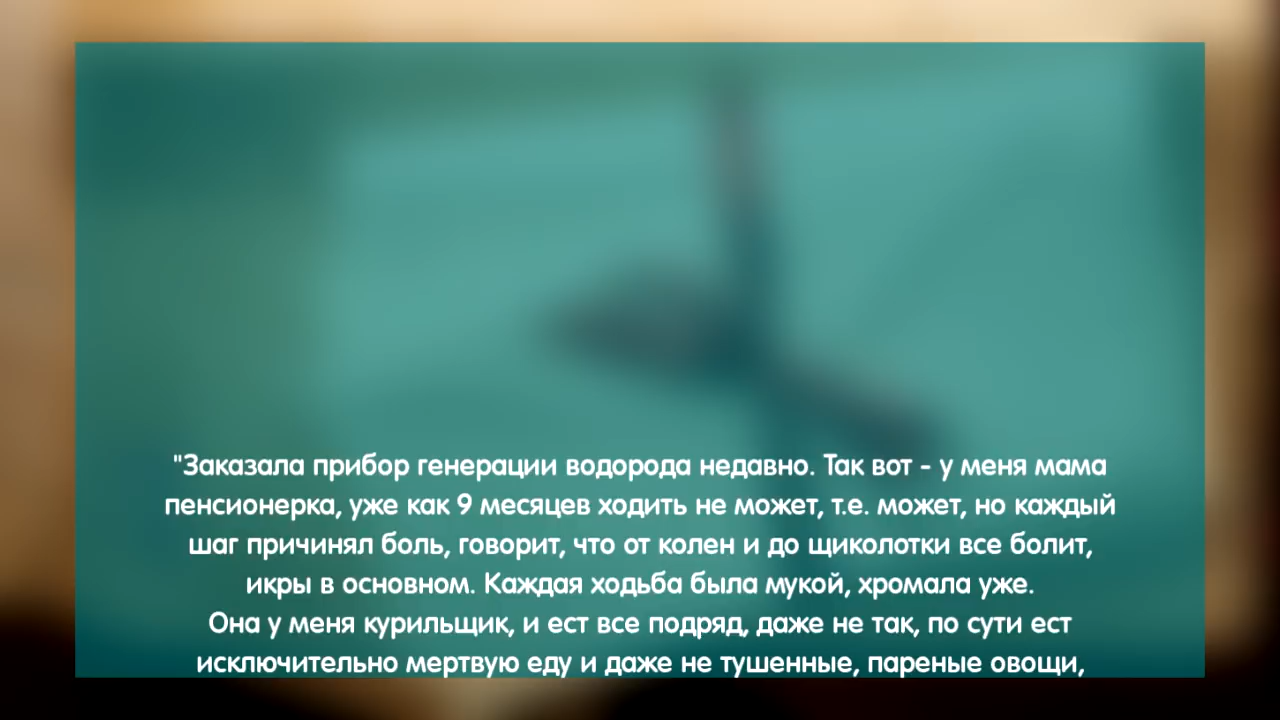 "Заказала прибор генерации водорода недавно. Так вот - у меня мама
пенсионерка, уже как 9 месяцев ходить не может, т.е. может, но каждый
шаг причинял боль, говорит, что от колен и до щиколотки все болит,
икры в основном. Каждая ходьба была мукой, хромала уже.
Она у меня курильщик, и ест все подряд, даже не так, по сути ест
исключительно мертвую еду и даже не тушенные, пареные овощи,